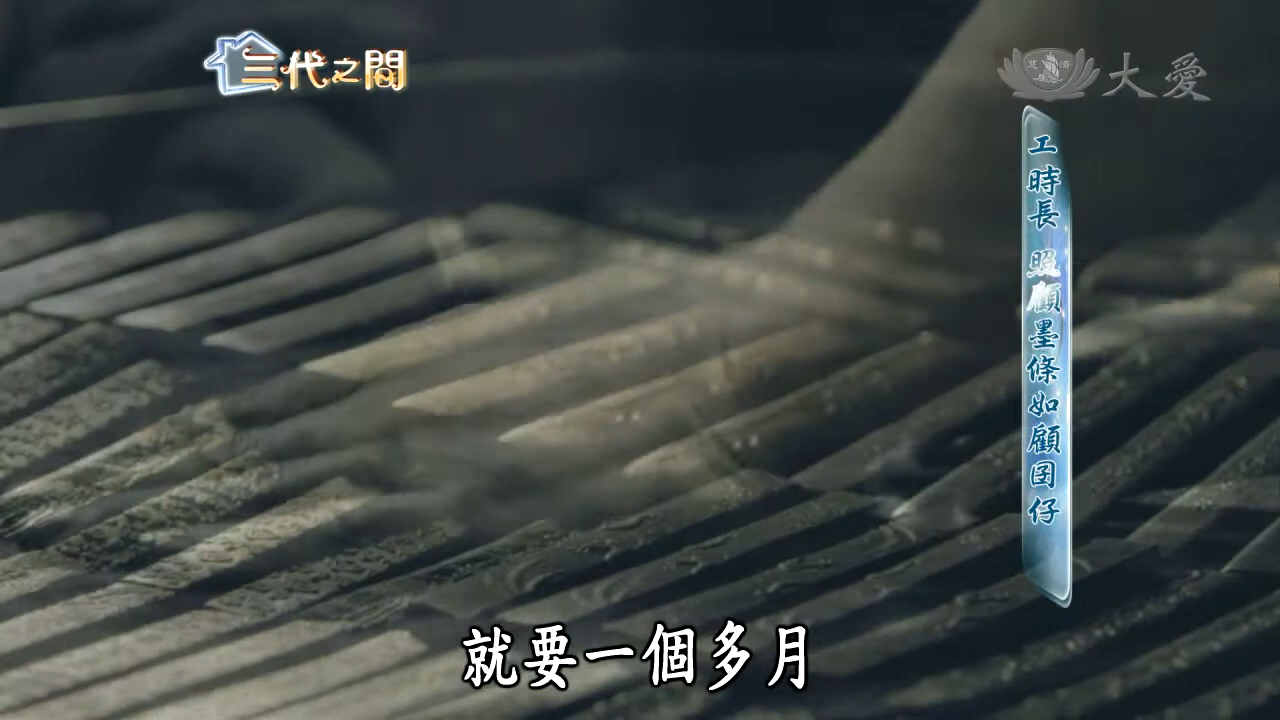 三代之間
大愛
工時長 照顧墨條如顧囝仔
就要一個多月